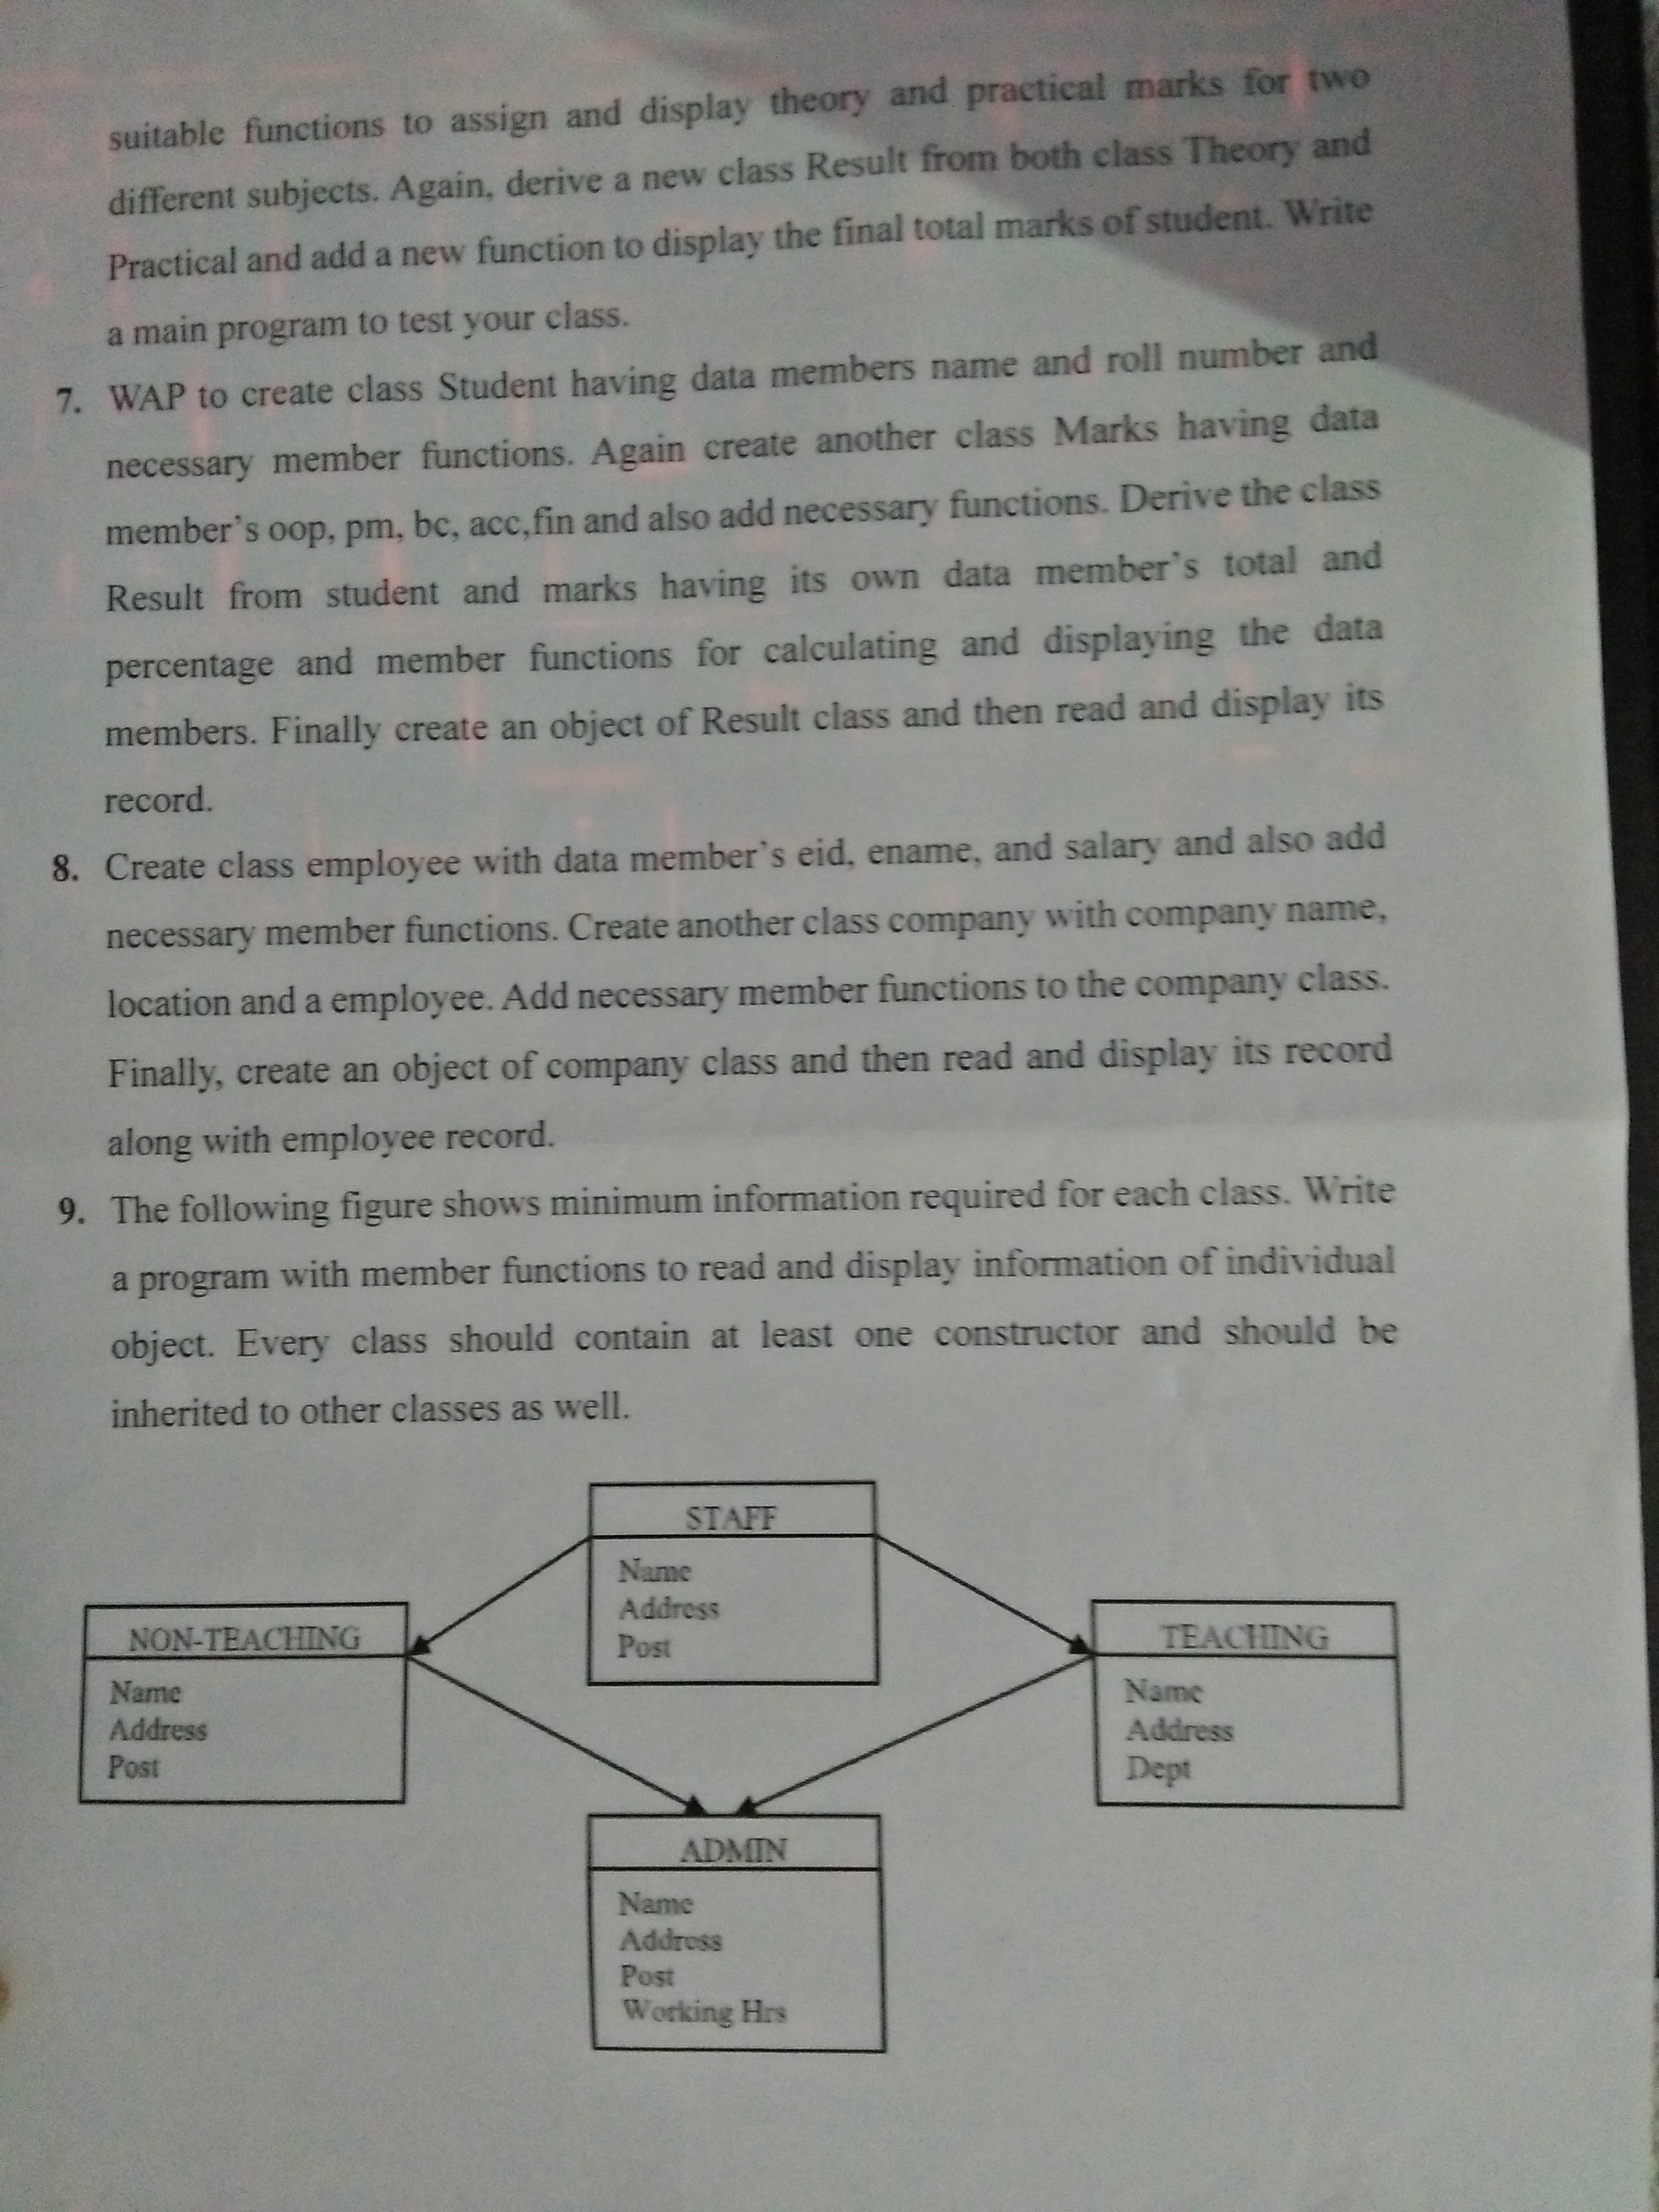 suitable functions to assign and display theory and practical marks for two
different subjects. Again, derive a new class Result from both class Theory and
Practical and add a new function to display the final total marks of student. Write
a main program to test your class.
7. WAP to create class Student having data members name and roll number and
necessary member functions. Again create another class Marks having data
member's oop, pm, bc, acc,fin and also add necessary functions. Derive the class
Result from student and marks having its own data member's total and
percentage and member functions for calculating and displaying the data
members. Finally create an object of Result class and then read and display its
record.
8. Create class employee with data member's eid, ename, and salary and also add
necessary member functions. Create another class company with company name,
location and a employee. Add necessary member functions to the company class.
Finally, create an object of company class and then read and display its record
along with employee record.
9. The following figure shows minimum information required for each class. Write
a program with member functions to read and display information of individual
object. Every class should contain at least one constructor and should be
inherited to other classes as well.
STAFF
Name
Address
Post
NON-TEACHING
Name
Address
Post
TEACHING
Name
Address
Dept
ADMIN
Name
Address
Post
Working Hrs